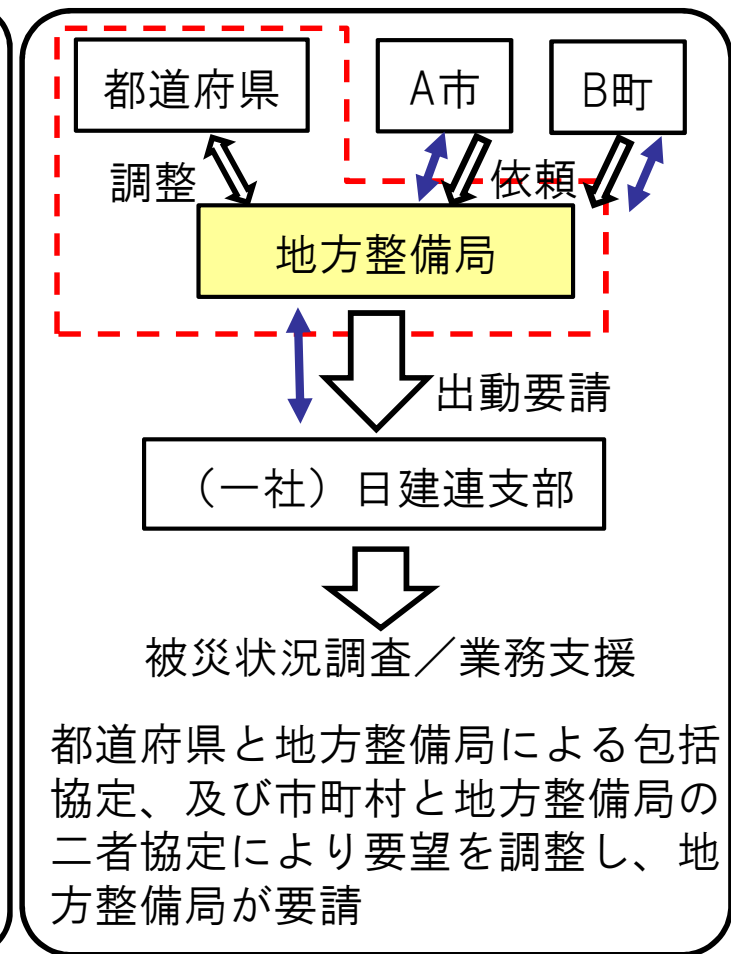 都道府県
A市
B町
調整
依頼
地方整備局
出動要請
（一社）日建連支部
被災状況調査／業務支援
都道府県と地方整備局による包括
協定、及び市町村と地方整備局の
二者協定により要望を調整し、地
方整備局が要請